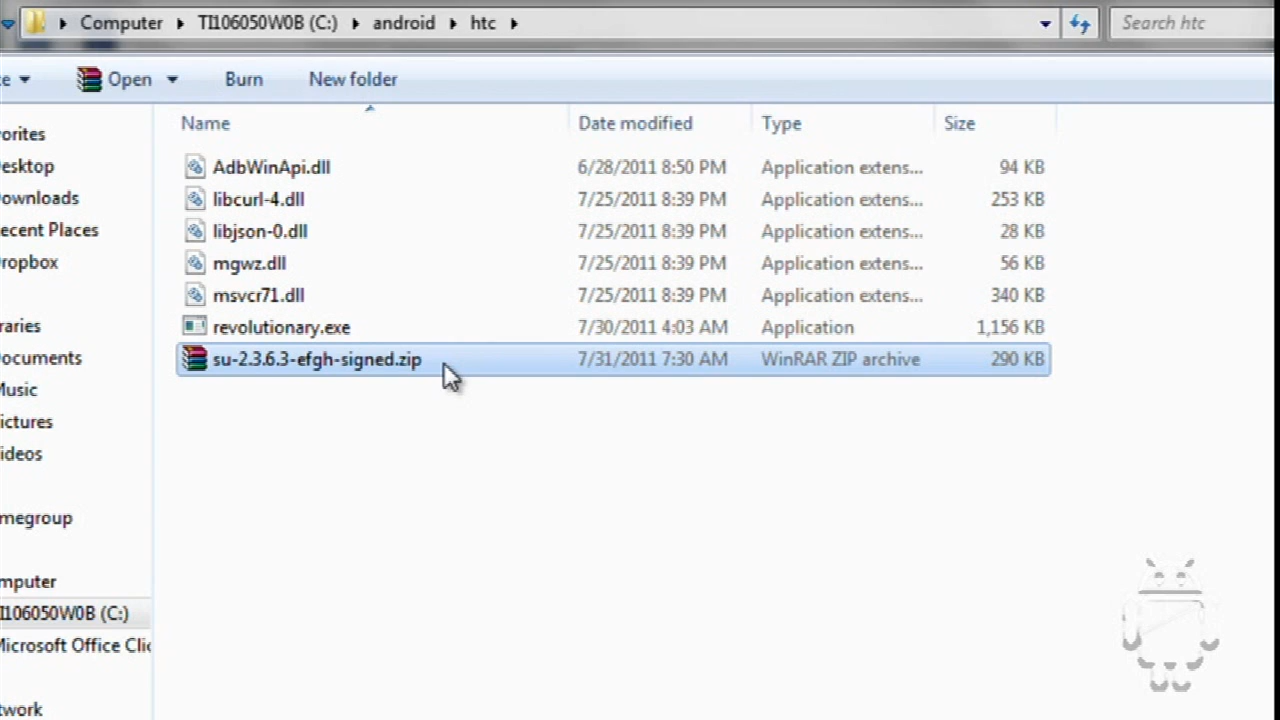 Computer TI106050W0B (C:) android htc Search htc
Open Burn New folder
Name Date modified Type Size
AdbWinApi.dll 6/28/2011 8:50 PM Application extens... 94 KB
libcurl-4.dll 7/25/2011 8:39 PM Application extens... 253 KB
libjson-0.dll 7/25/2011 8:39 PM Application extens... 28 KB
mgwz.dll 7/25/2011 8:39 PM Application extens... 56 KB
msvcr71.dll 7/25/2011 8:39 PM Application extens... 340 KB
revolutionary.exe 7/30/2011 4:03 AM Application 1,156 KB
su-2.3.6.3-efgh-signed.zip 7/31/2011 7:30 AM WinRAR ZIP archive 290 KB
vorites
esktop
ownloads
ecent Places
ropbox
raries
ocuments
Music
ictures
ideos
megroup
mputer
TI106050W0B (C:)
Microsoft Office Clic
twork